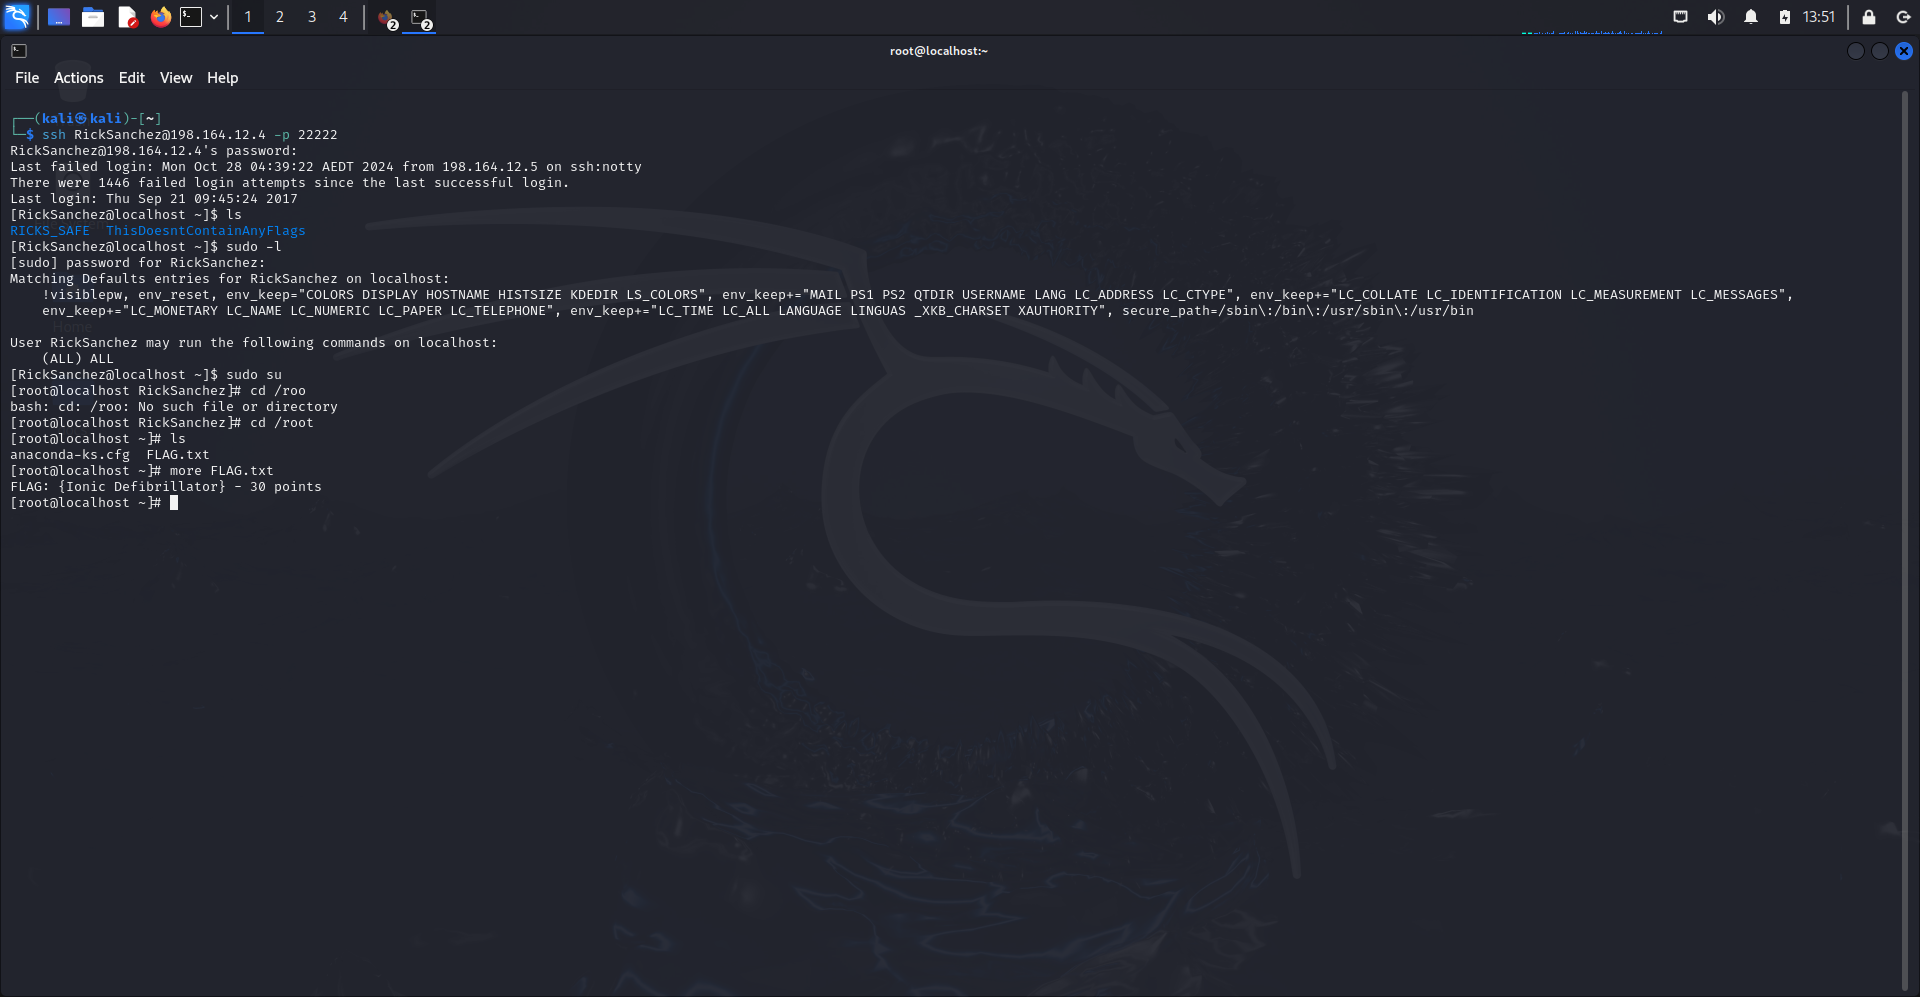 1 2 3 4 2 2 13:51
root@localhost:~
File Actions Edit View Help
┌──(kali㉿kali)-[~]
└─$ ssh RickSanchez@198.164.12.4 -p 22222
RickSanchez@198.164.12.4's password:
Last failed login: Mon Oct 28 04:39:22 AEDT 2024 from 198.164.12.5 on ssh:notty
There were 1446 failed login attempts since the last successful login.
Last login: Thu Sep 21 09:45:24 2017
[RickSanchez@localhost ~]$ ls
RICKS_SAFE  ThisDoesntContainAnyFlags
[RickSanchez@localhost ~]$ sudo -l
[sudo] password for RickSanchez:
Matching Defaults entries for RickSanchez on localhost:
    !visiblepw, env_reset, env_keep="COLORS DISPLAY HOSTNAME HISTSIZE KDEDIR LS_COLORS", env_keep+="MAIL PS1 PS2 QTDIR USERNAME LANG LC_ADDRESS LC_CTYPE", env_keep+="LC_COLLATE LC_IDENTIFICATION LC_MEASUREMENT LC_MESSAGES",
    env_keep+="LC_MONETARY LC_NAME LC_NUMERIC LC_PAPER LC_TELEPHONE", env_keep+="LC_TIME LC_ALL LANGUAGE LINGUAS _XKB_CHARSET XAUTHORITY", secure_path=/sbin\:/bin\:/usr/sbin\:/usr/bin
Home
User RickSanchez may run the following commands on localhost:
    (ALL) ALL
[RickSanchez@localhost ~]$ sudo su
[root@localhost RickSanchez]# cd /roo
bash: cd: /roo: No such file or directory
[root@localhost RickSanchez]# cd /root
[root@localhost ~]# ls
anaconda-ks.cfg  FLAG.txt
[root@localhost ~]# more FLAG.txt
FLAG: {Ionic Defibrillator} - 30 points
[root@localhost ~]#